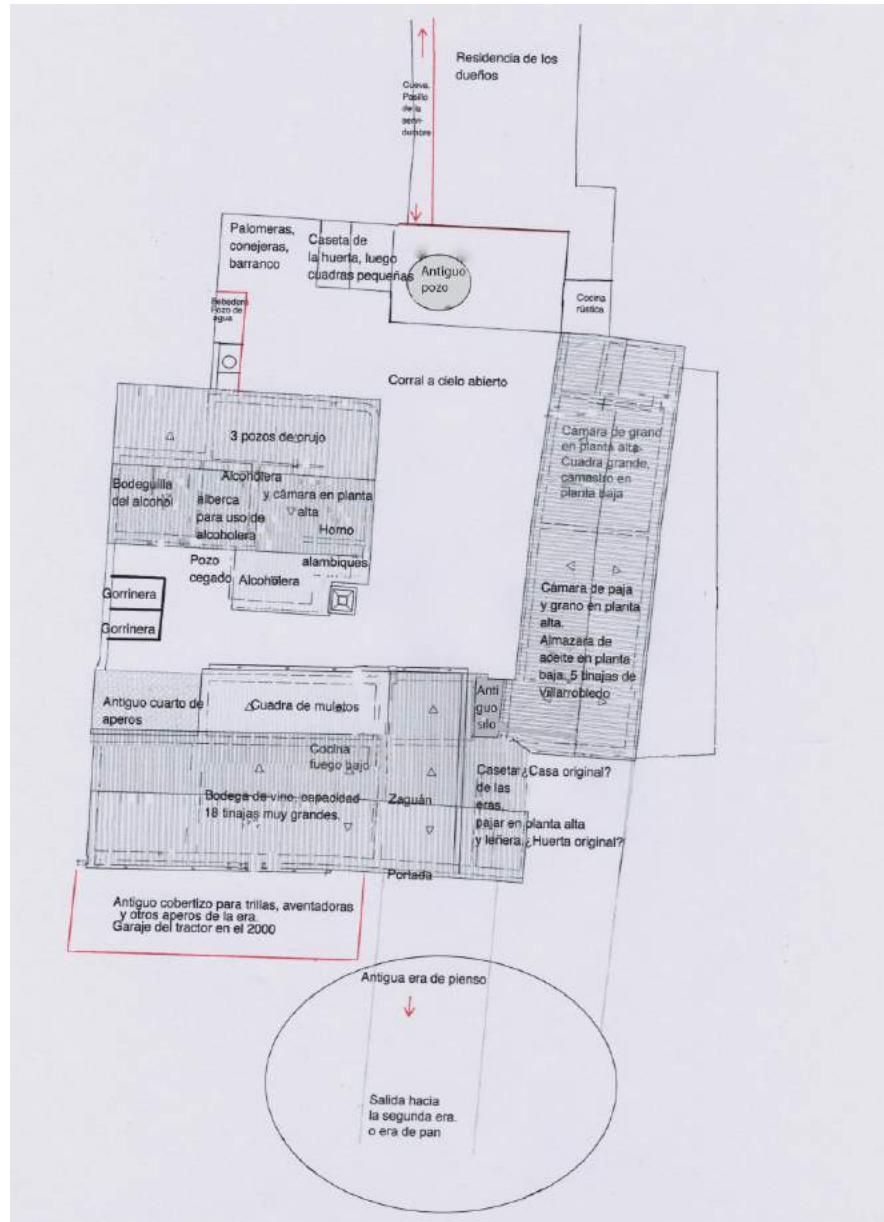 Residencia de los
dueños
Cueva.
Pasillo
de la
servi-
dumbre
Palomeras,
conejeras,
barranco
Caseta de
la huerta, luego
cuadras pequeñas
Antiguo
pozo
Bebedero
Pozo de
agua
Cocina
rústica
Corral a cielo abierto
3 pozos de orujo
Cámara de grano
en planta alta.
Cuadra grande,
camastro en
planta baja
Bodeguilla
del alcohol
Alcoholera
y cámara en planta
alta
alberca
para uso de
alcoholera
Horno
Pozo
cegado
alambiques
Alcoholera
Gorrinera
Gorrinera
Cámara de paja
y grano en planta
alta.
Almazara de
aceite en planta
baja. 5 tinajas de
Villarrobledo
Antiguo cuarto de
aperos
Cuadra de muletos
Anti
guo
silo
Cocina
fuego bajo
Bodega de vino, capacidad
18 tinajas muy grandes.
Zaguán
Caseta ¿Casa original?
de las
eras,
pajar en planta alta
y leñera ¿Huerta original?
Portada
Antiguo cobertizo para trillas, aventadoras
y otros aperos de la era.
Garaje del tractor en el 2000
Antigua era de pienso
Salida hacia
la segunda era.
o era de pan